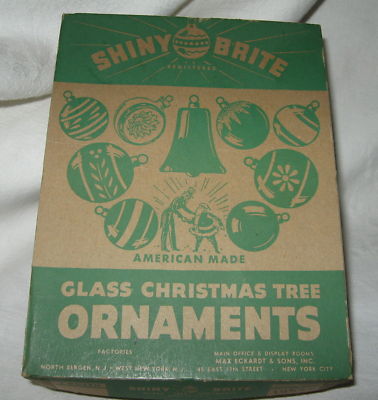 SHINY BRITE
REGISTERED
AMERICAN MADE
GLASS CHRISTMAS TREE
ORNAMENTS
FACTORIES
MAIN OFFICE & DISPLAY ROOMS
MAX ECKARDT & SONS, INC.
NORTH BERGEN, N.J. - WEST NEW YORK, N.J.
45 EAST 17TH STREET - NEW YORK CITY